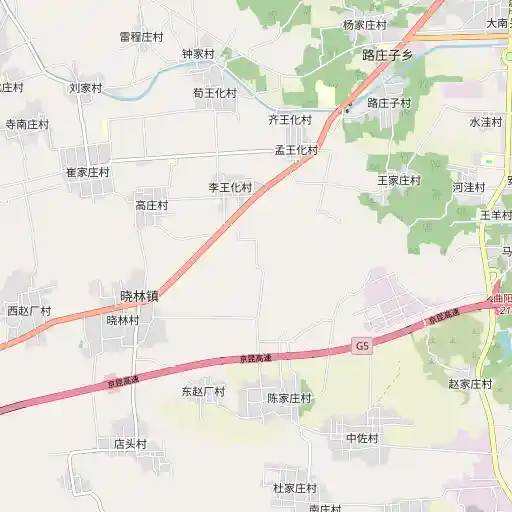 杨家庄村
大南
雷程庄村
钟家村
路庄子乡
庄村
刘家村
荀王化村
路庄子村
齐王化村
水洼村
寺南庄村
孟王化村
崔家庄村
李王化村
王家庄村
河洼村
高庄村
王羊村
晓林镇
曲阳
西赵厂村
晓林村
京昆高速
G5
京昆高速
京昆高速
赵家庄村
东赵厂村
陈家庄村
店头村
中佐村
杜家庄村
南庄村